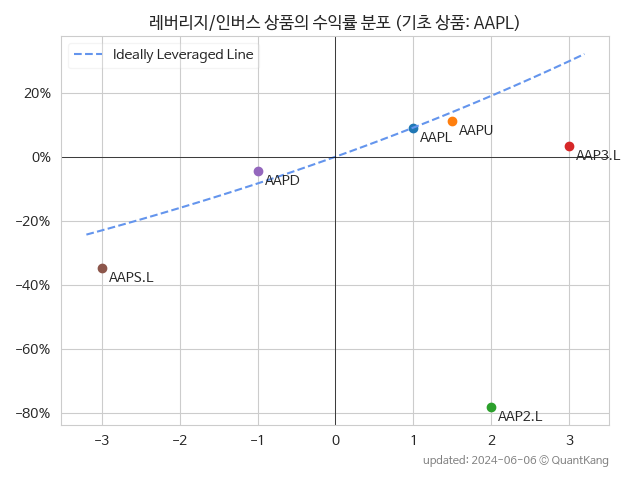 레버리지/인버스 상품의 수익률 분포 (기초 상품: AAPL)
Ideally Leveraged Line
20%
0%
−20%
−40%
−60%
−80%
AAPL
AAPU
AAP3.L
AAPD
AAPS.L
AAP2.L
−3 −2 −1 0 1 2 3
updated: 2024-06-06 © QuantKang